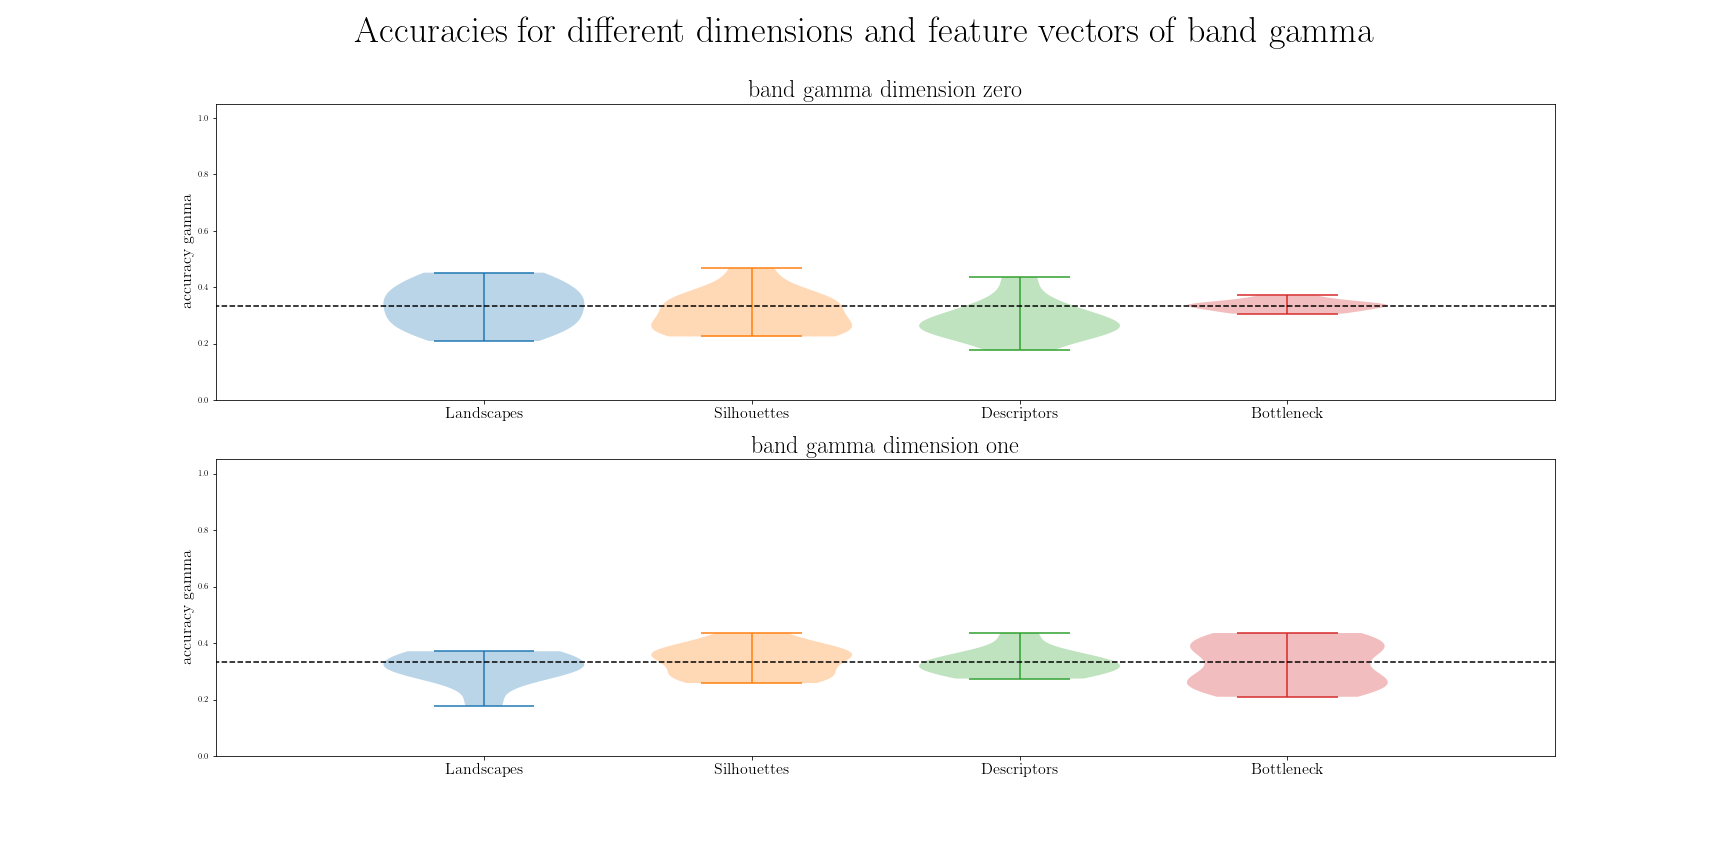 Accuracies for different dimensions and feature vectors of band gamma
band gamma dimension zero
1.0
0.8
0.6
0.4
0.2
0.0
accuracy gamma
Landscapes Silhouettes Descriptors Bottleneck
band gamma dimension one
1.0
0.8
0.6
0.4
0.2
0.0
accuracy gamma
Landscapes Silhouettes Descriptors Bottleneck